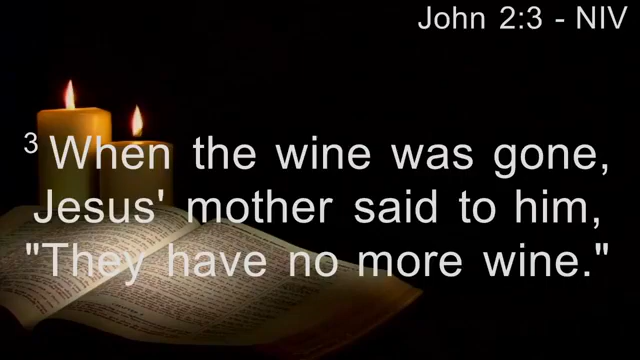 John 2:3 - NIV
3 When the wine was gone,
Jesus' mother said to him,
"They have no more wine."